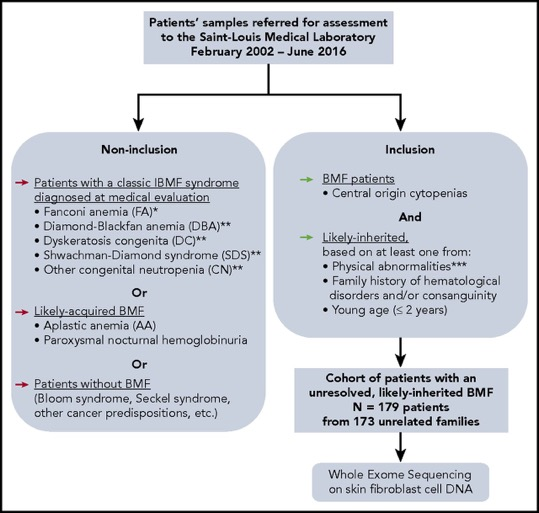 Patients' samples referred for assessment
to the Saint-Louis Medical Laboratory
February 2002 – June 2016
Non-inclusion
Patients with a classic IBMF syndrome
diagnosed at medical evaluation
• Fanconi anemia (FA)*
• Diamond-Blackfan anemia (DBA)**
• Dyskeratosis congenita (DC)**
• Shwachman-Diamond syndrome (SDS)**
• Other congenital neutropenia (CN)**
Or
Likely-acquired BMF
• Aplastic anemia (AA)
• Paroxysmal nocturnal hemoglobinuria
Or
Patients without BMF
(Bloom syndrome, Seckel syndrome,
other cancer predispositions, etc.)
Inclusion
BMF patients
• Central origin cytopenias
And
Likely-inherited,
based on at least one from:
• Physical abnormalities***
• Family history of hematological
disorders and/or consanguinity
• Young age (≤ 2 years)
Cohort of patients with an
unresolved, likely-inherited BMF
N = 179 patients
from 173 unrelated families
Whole Exome Sequencing
on skin fibroblast cell DNA